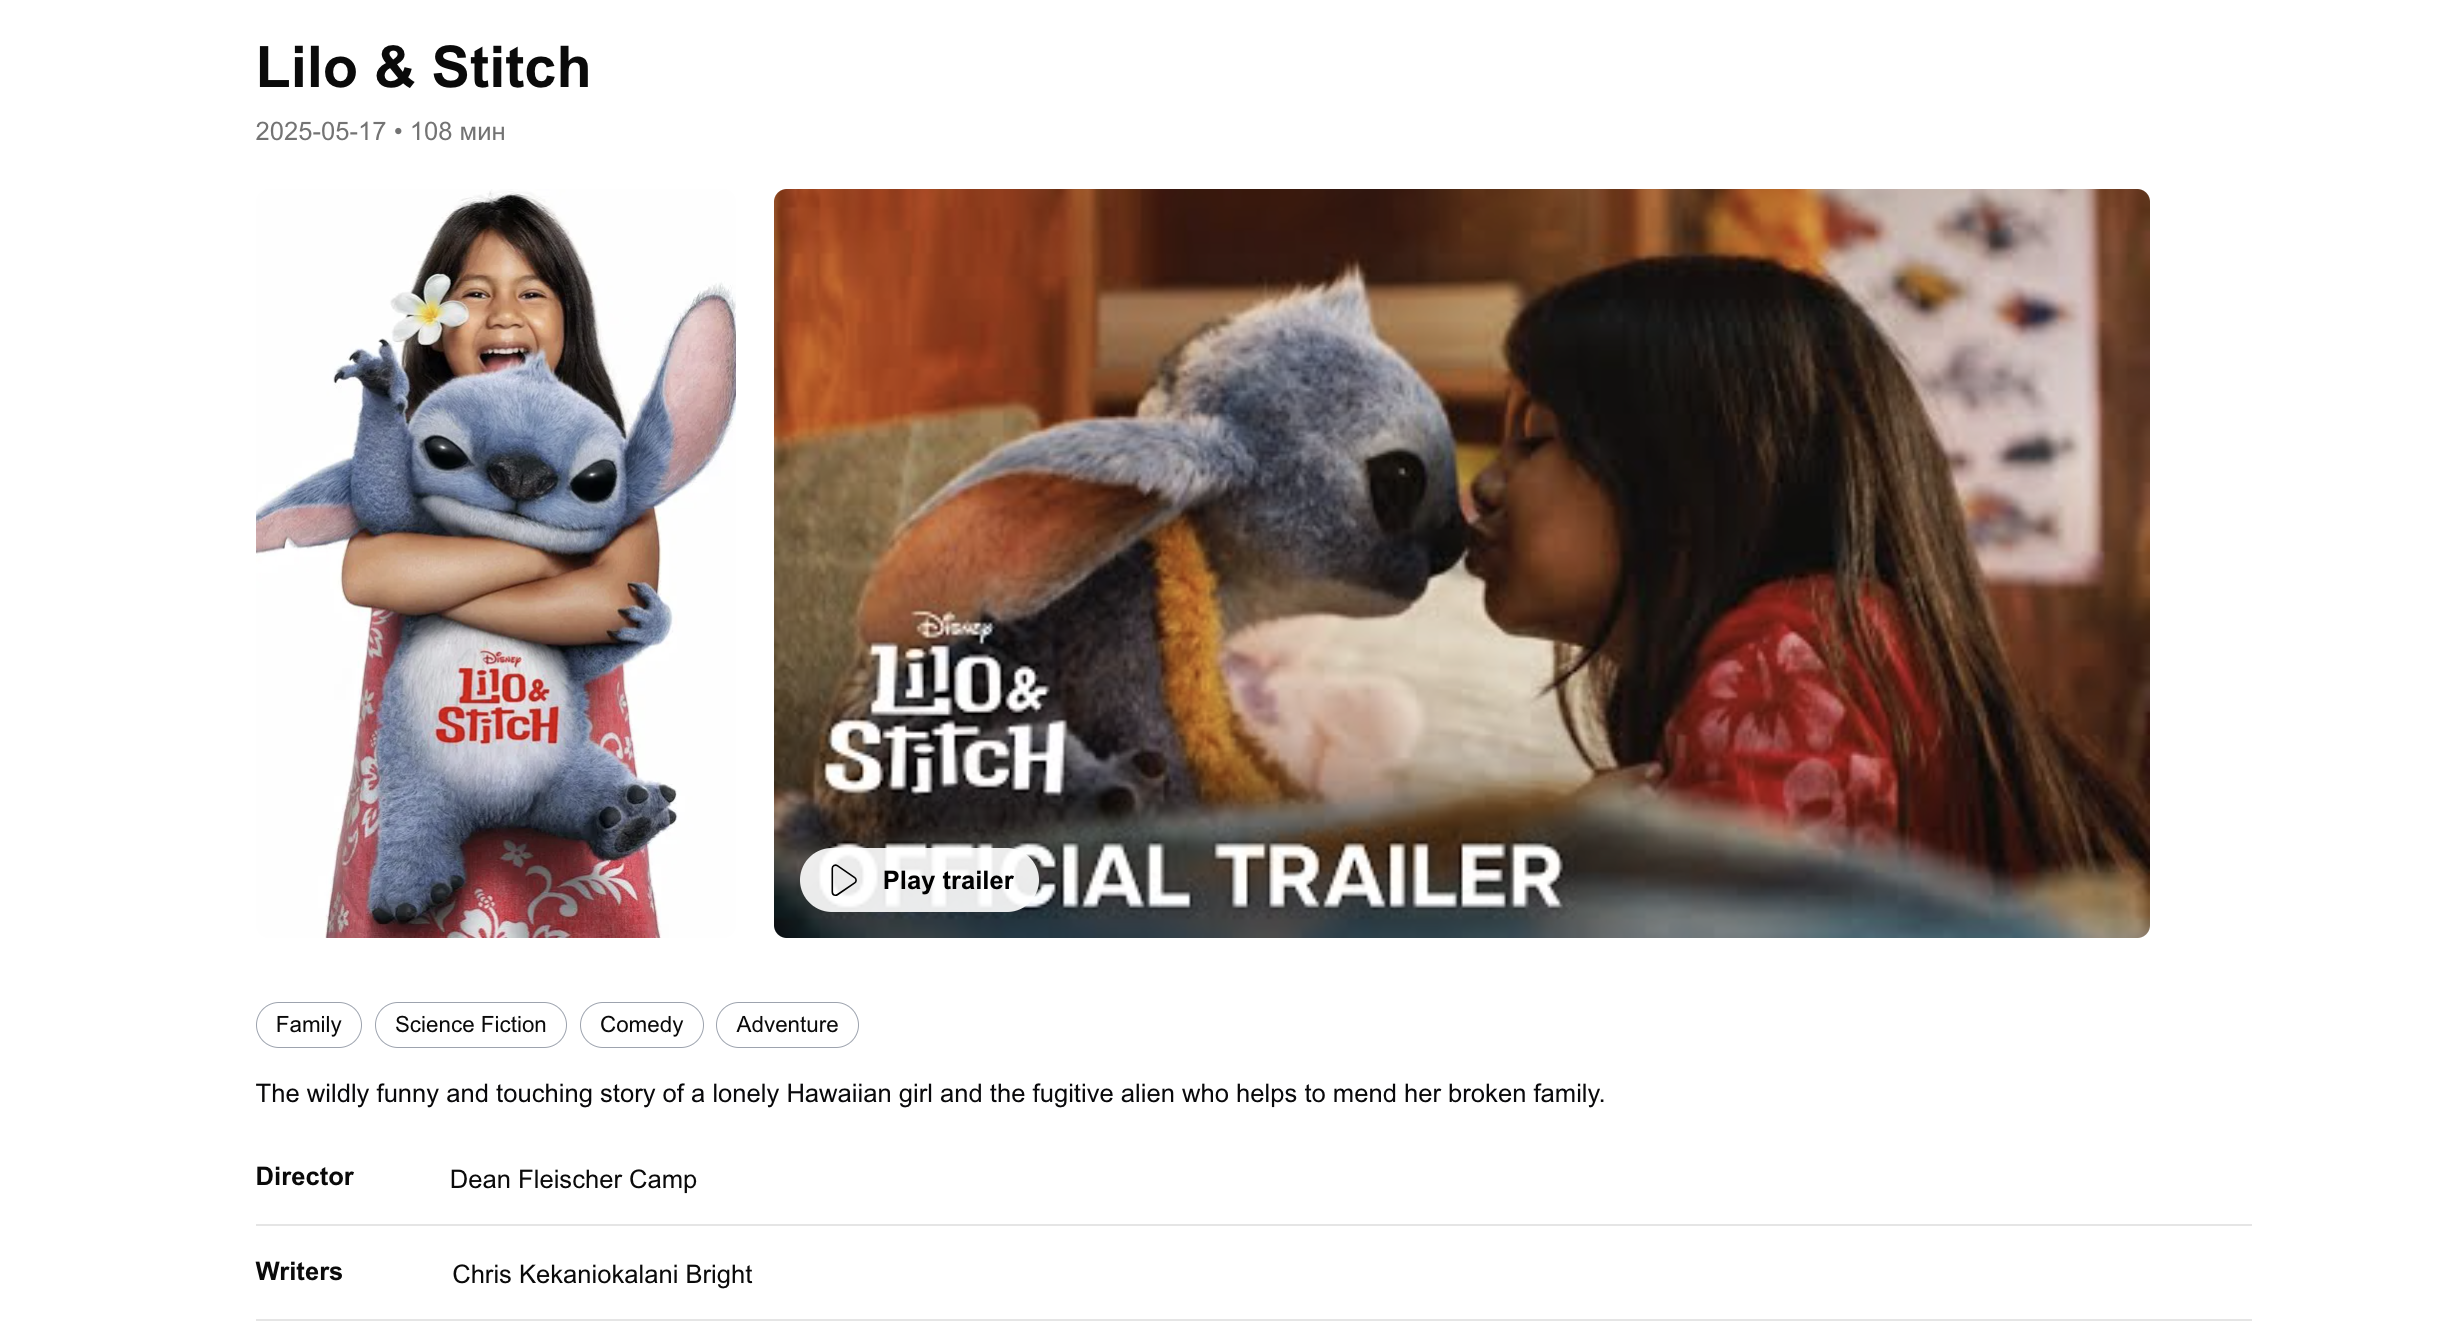 Lilo & Stitch
2025-05-17 • 108 мин
Disney
Lilo &
Stitch
Disney
Lilo &
Stitch
OFFICIAL TRAILER
Play trailer
Family
Science Fiction
Comedy
Adventure
The wildly funny and touching story of a lonely Hawaiian girl and the fugitive alien who helps to mend her broken family.
Director
Dean Fleischer Camp
Writers
Chris Kekaniokalani Bright